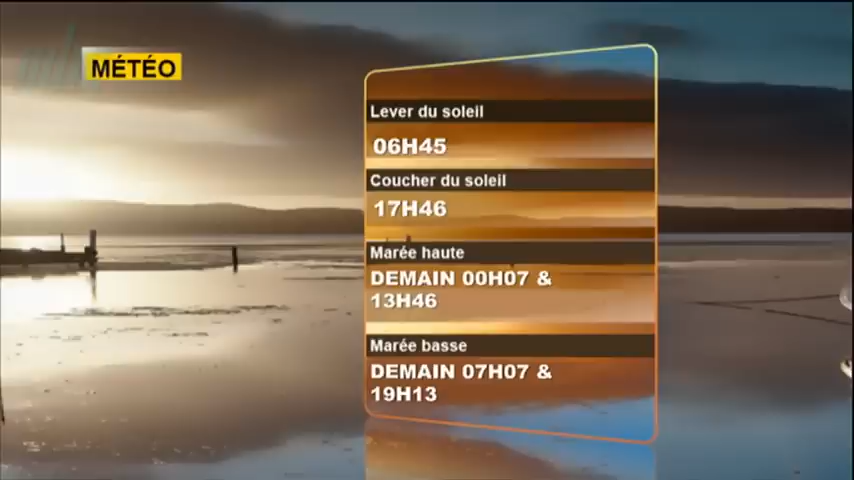 MÉTÉO
Lever du soleil
06H45
Coucher du soleil
17H46
Marée haute
DEMAIN 00H07 &
13H46
Marée basse
DEMAIN 07H07 &
19H13